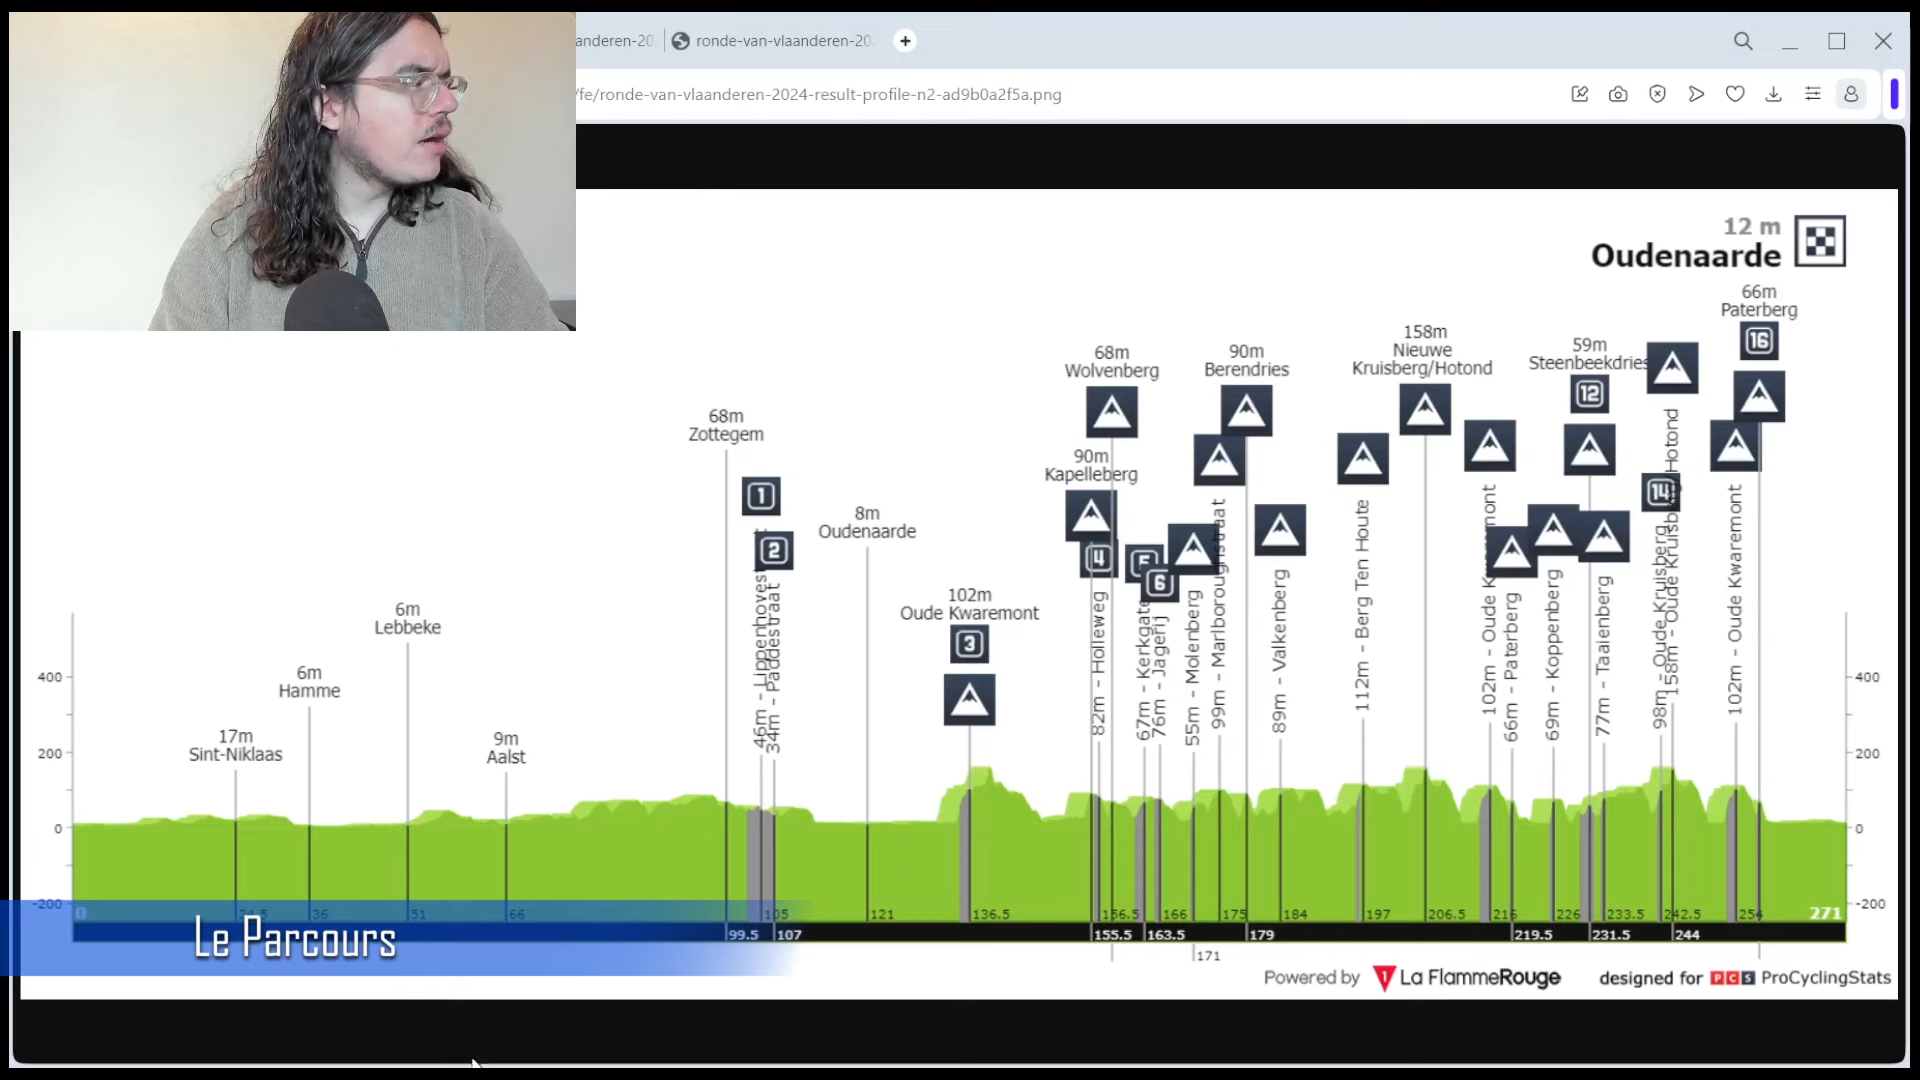 anderen-20
ronde-van-vlaanderen-20
/fe/ronde-van-vlaanderen-2024-result-profile-n2-ad9b0a2f5a.png
12 m
Oudenaarde
66m
Paterberg
16
158m
Nieuwe
Kruisberg/Hotond
59m
Steenbeekdries
12
68m
Wolvenberg
90m
Berendries
68m
Zottegem
90m
Kapelleberg
1
2
8m
Oudenaarde
14
4
5
6
102m
Oude Kwaremont
3
6m
Lebbeke
6m
Hamme
17m
Sint-Niklaas
9m
Aalst
34m - Paddestraat
82m - Holleweg
67m - Kerkgate
76m - Jagerij
55m - Molenberg
99m - Marlboroughstraat
89m - Valkenberg
112m - Berg Ten Houte
102m - Oude
66m - Paterberg
69m - Koppenberg
77m - Taaienberg
98m - Oude Kruisberg
158m - Oude Kruisberg/Hotond
102m - Oude Kwaremont
400
200
0
-200
400
200
0
-200
0 24.5 36 51 66 105 121 136.5 156.5 166 175 184 197 206.5 216 226 233.5 242.5 254 271
99.5 107 155.5 163.5 179 219.5 231.5 244
171
Le Parcours
Powered by La FlammeRouge designed for PCS ProCyclingStats